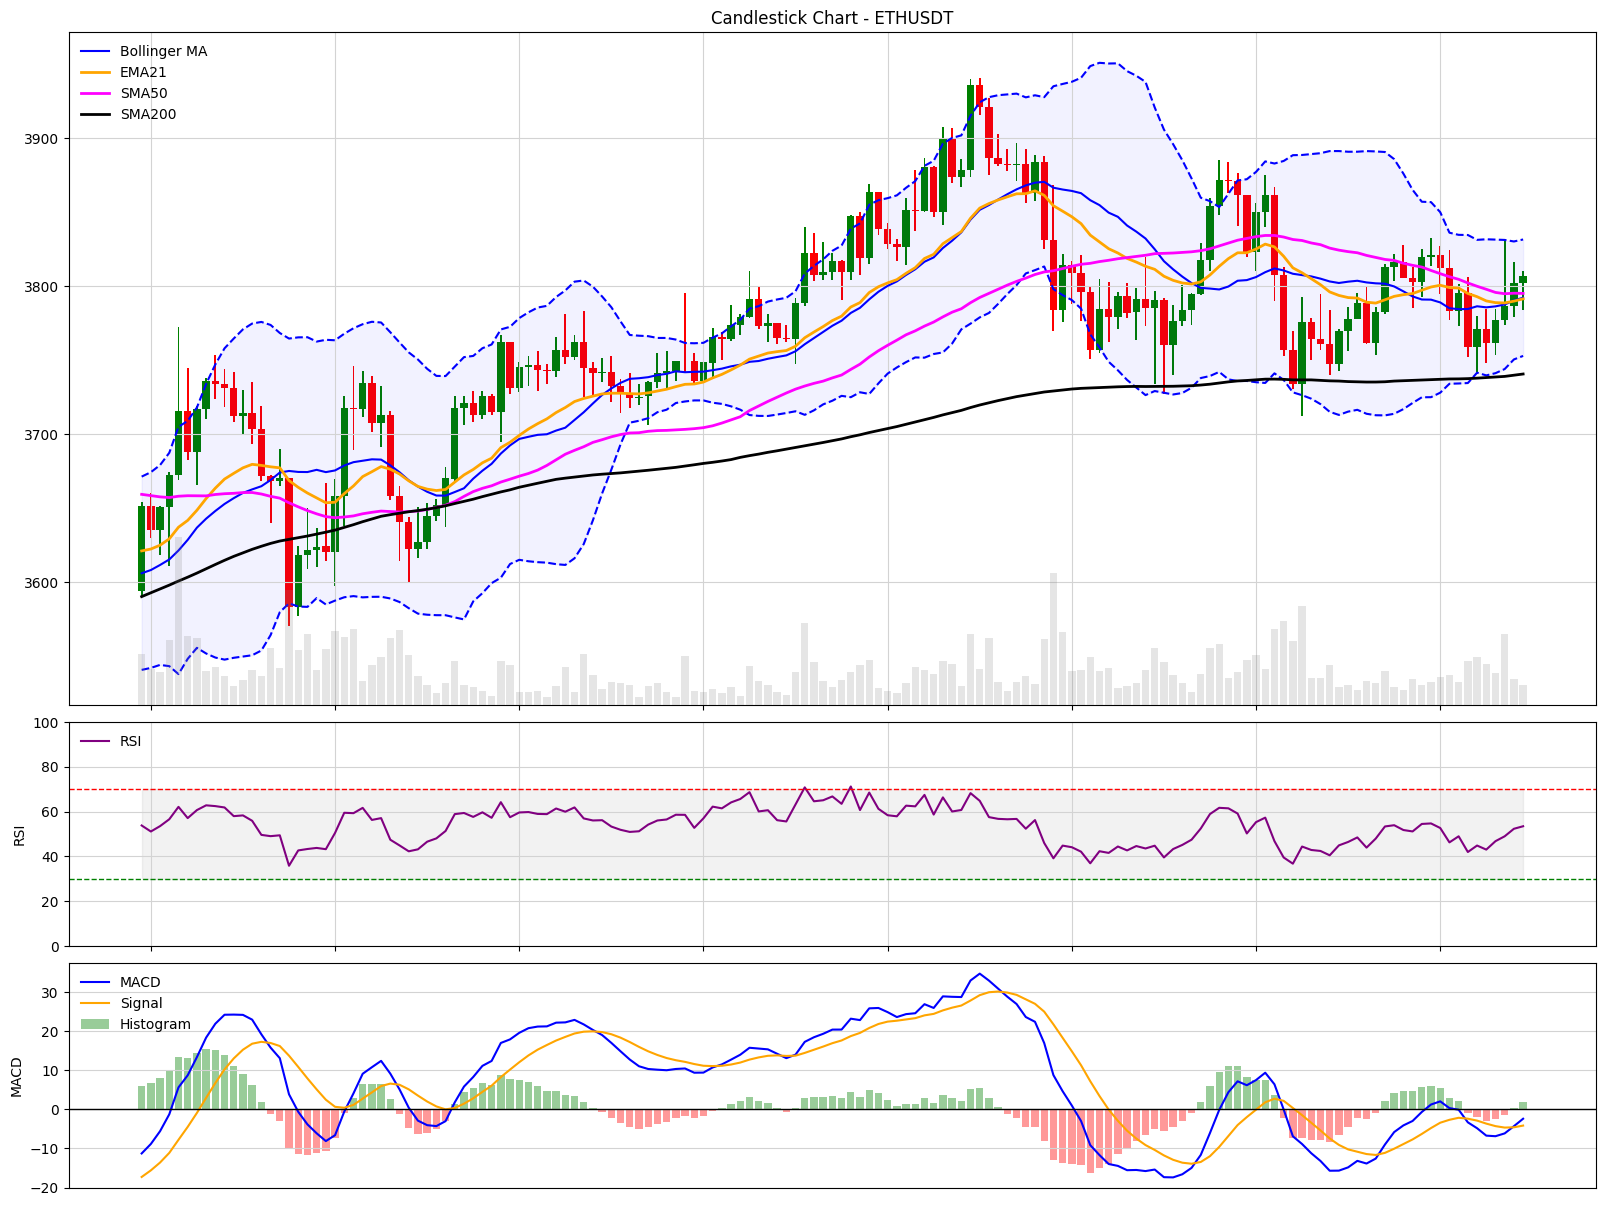 Candlestick Chart - ETHUSDT
Bollinger MA
EMA21
SMA50
SMA200
3900
3800
3700
3600
RSI
100
80
60
40
20
0
RSI
MACD
Signal
Histogram
30
20
10
0
−10
−20
MACD